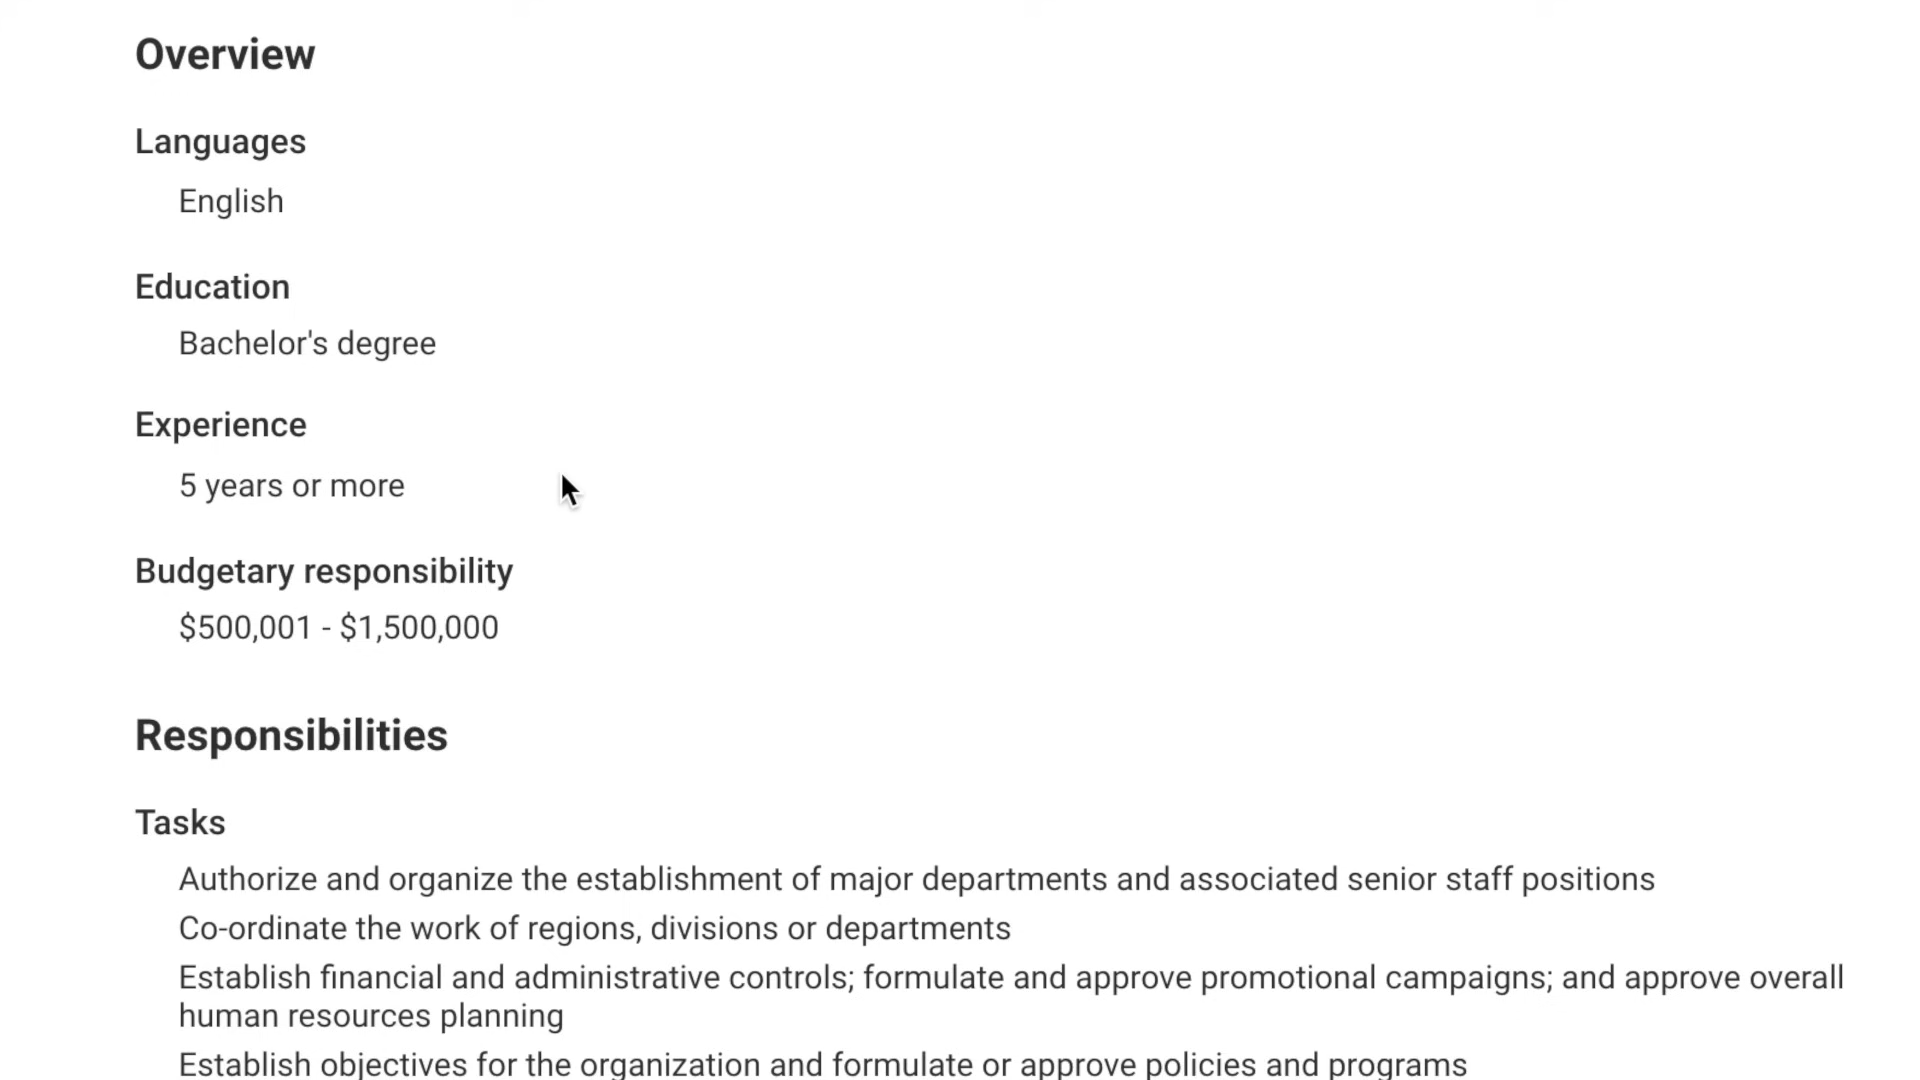 Overview
Languages
English
Education
Bachelor's degree
Experience
5 years or more
Budgetary responsibility
$500,001 - $1,500,000
Responsibilities
Tasks
Authorize and organize the establishment of major departments and associated senior staff positions
Co-ordinate the work of regions, divisions or departments
Establish financial and administrative controls; formulate and approve promotional campaigns; and approve overall
human resources planning
Establish objectives for the organization and formulate or approve policies and programs